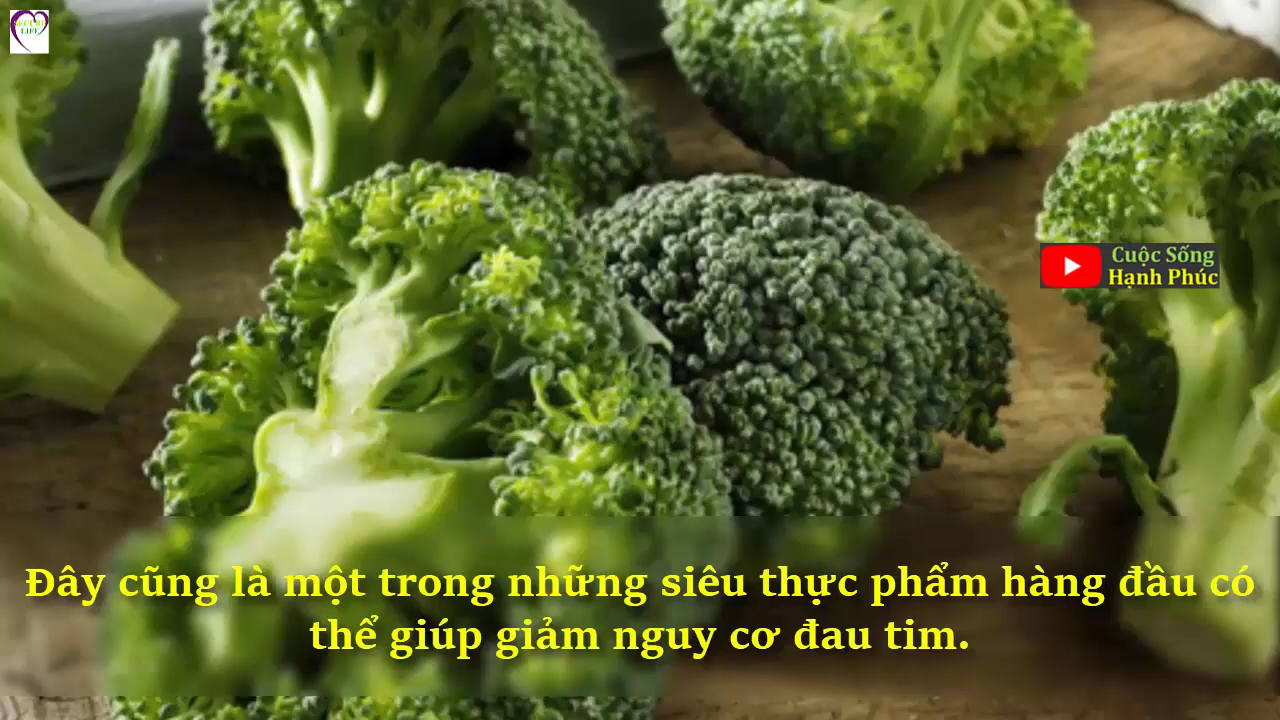 LIFE
Cuộc Sống
Hạnh Phúc
Đây cũng là một trong những siêu thực phẩm hàng đầu có
thể giúp giảm nguy cơ đau tim.